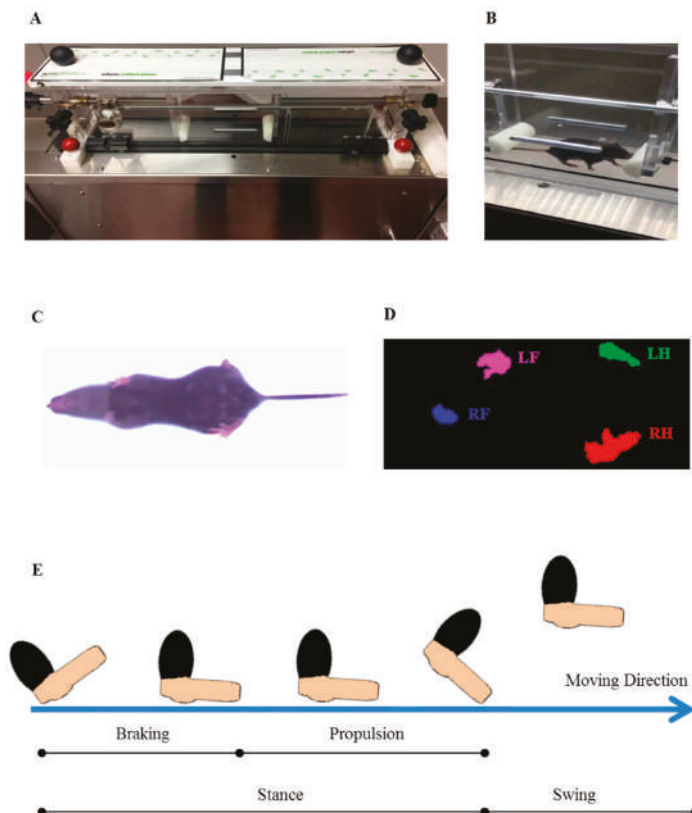 A
B
C
D
LF
LH
RF
RH
E
Moving Direction
Braking
Propulsion
Stance
Swing